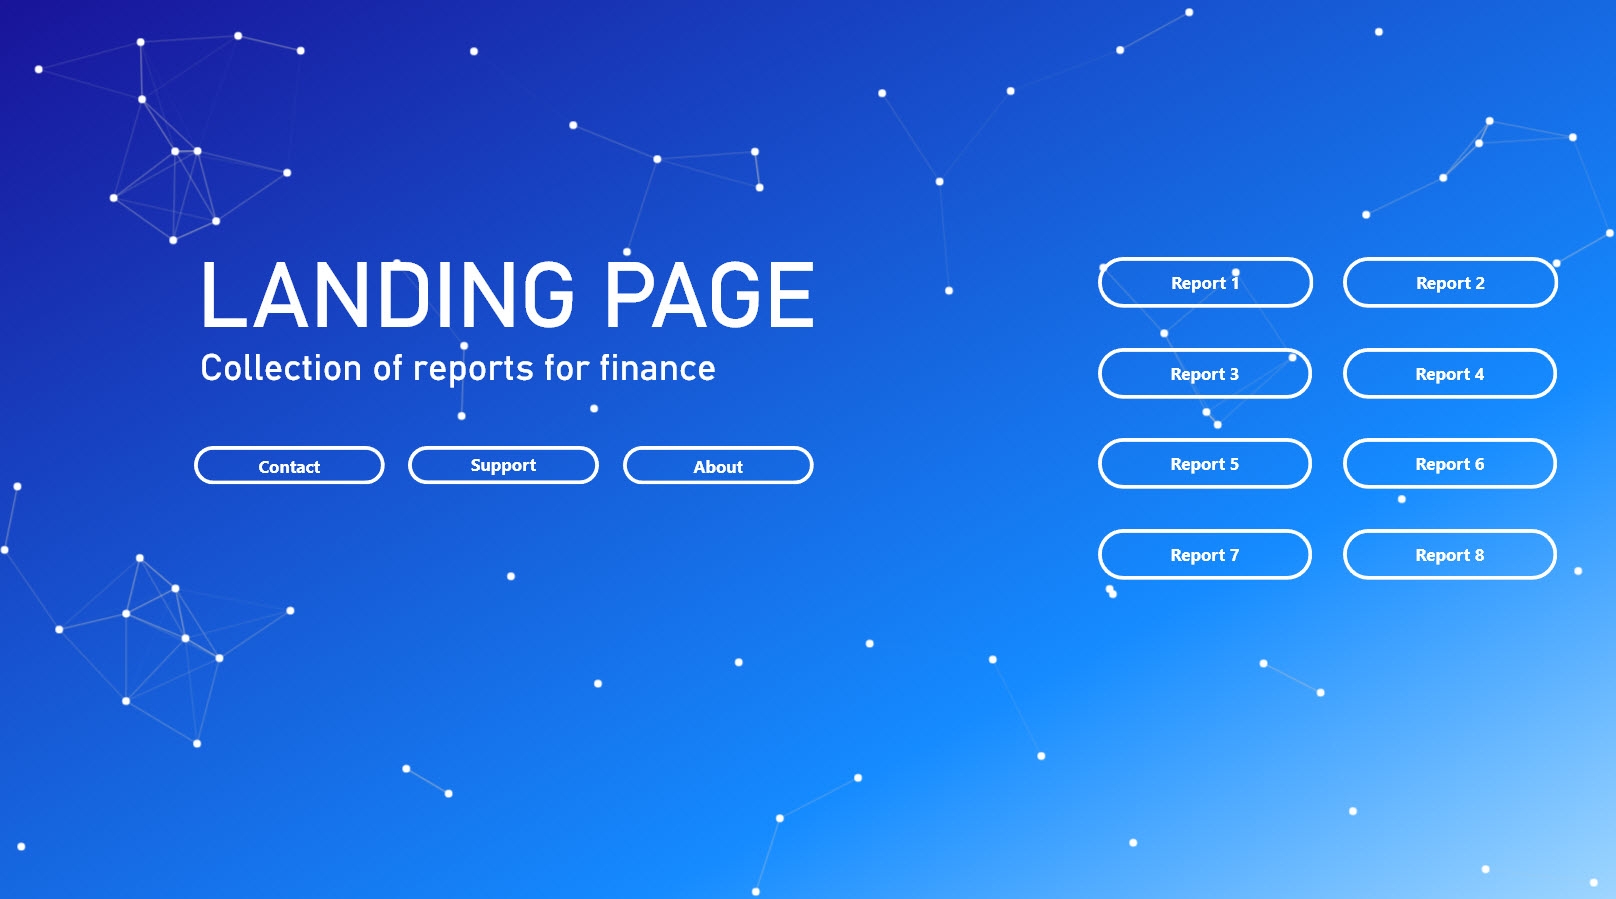 LANDING PAGE
Collection of reports for finance
Contact
Support
About
Report 1
Report 2
Report 3
Report 4
Report 5
Report 6
Report 7
Report 8